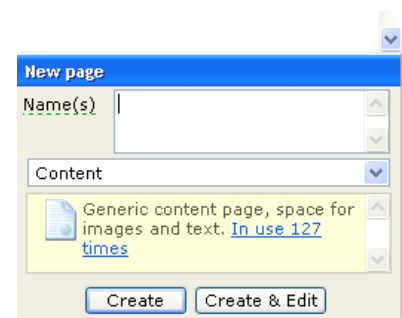 New page
Name(s)
Content
Generic content page, space for
images and text. In use 127
times
Create Create & Edit